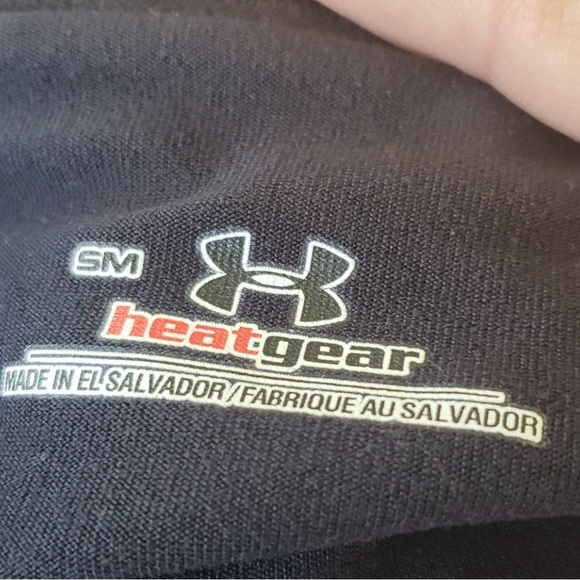 SM
heatgear
MADE IN EL SALVADOR/FABRIQUE AU SALVADOR